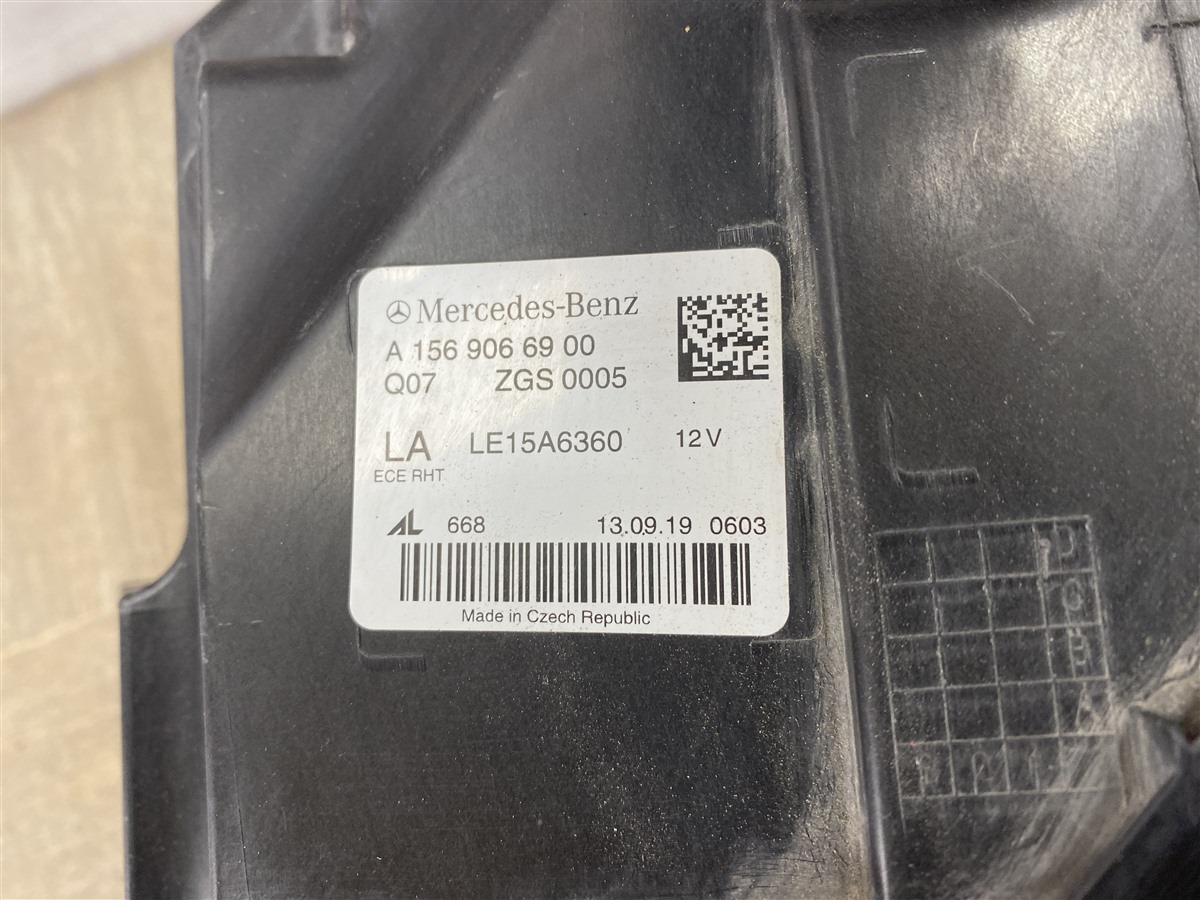 Mercedes-Benz
A 156 906 69 00
Q07 ZGS 0005
LA LE15A6360 12 V
ECE RHT
AL 668 13.09.19 0603
Made in Czech Republic
D
C
B
A